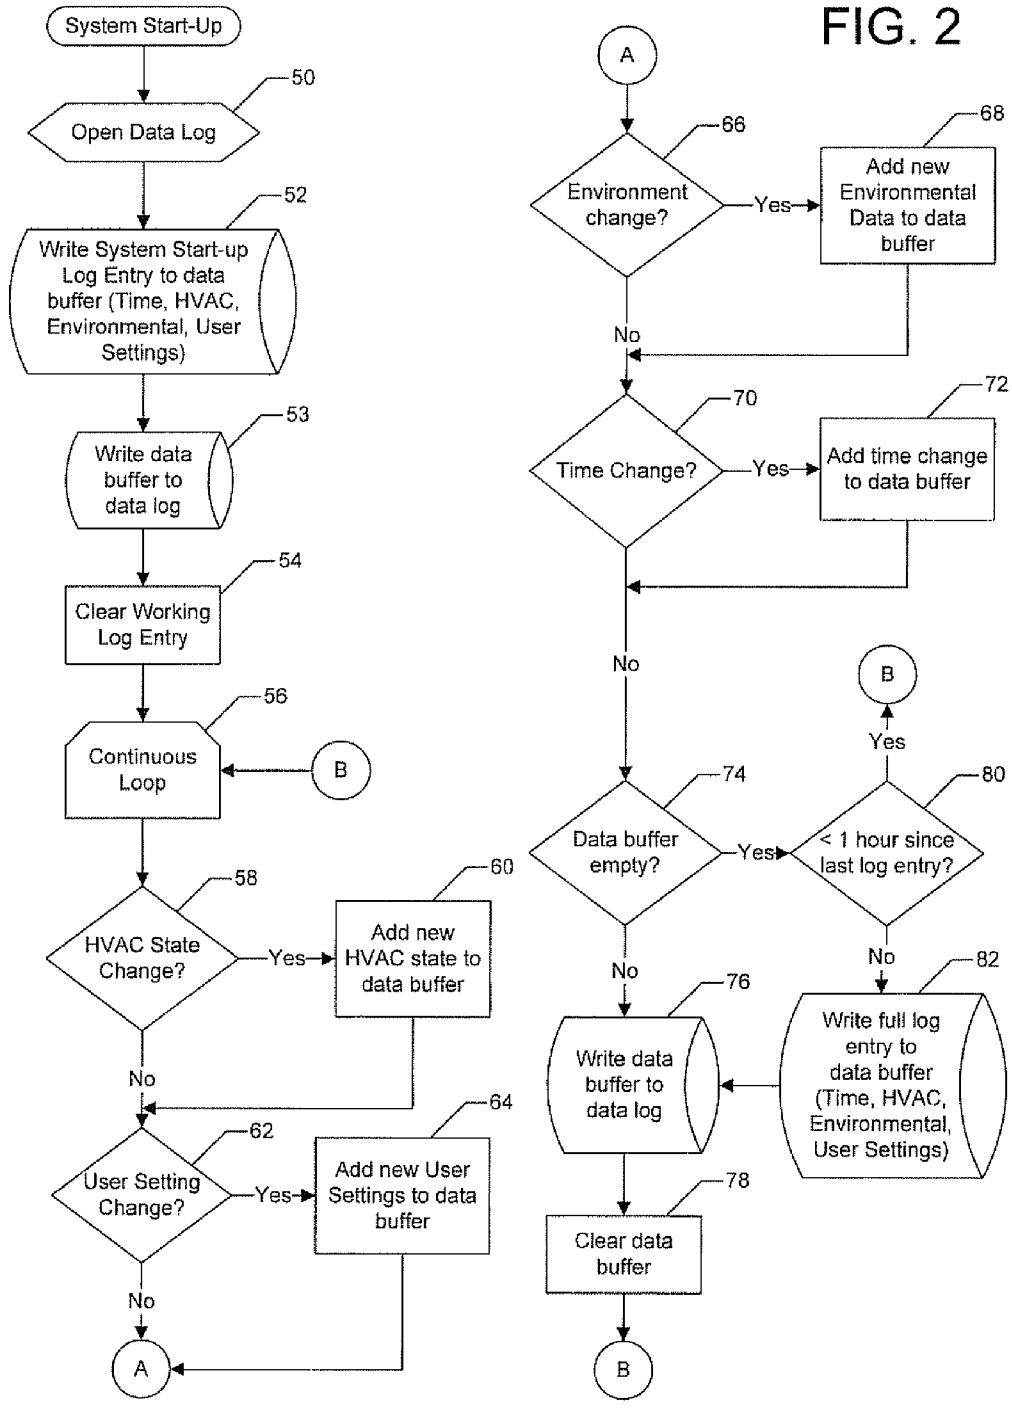 FIG. 2
System Start-Up
50
Open Data Log
52
Write System Start-up
Log Entry to data
buffer (Time, HVAC,
Environmental, User
Settings)
53
Write data
buffer to
data log
54
Clear Working
Log Entry
56
Continuous
Loop
B
58
HVAC State
Change?
Yes
60
Add new
HVAC state to
data buffer
No
62
User Setting
Change?
Yes
64
Add new User
Settings to data
buffer
No
A
A
66
Environment
change?
Yes
68
Add new
Environmental
Data to data
buffer
No
70
Time Change?
Yes
72
Add time change
to data buffer
No
74
Data buffer
empty?
Yes
80
< 1 hour since
last log entry?
Yes
B
No
82
Write full log
entry to
data buffer
(Time, HVAC,
Environmental,
User Settings)
No
76
Write data
buffer to
data log
78
Clear data
buffer
B